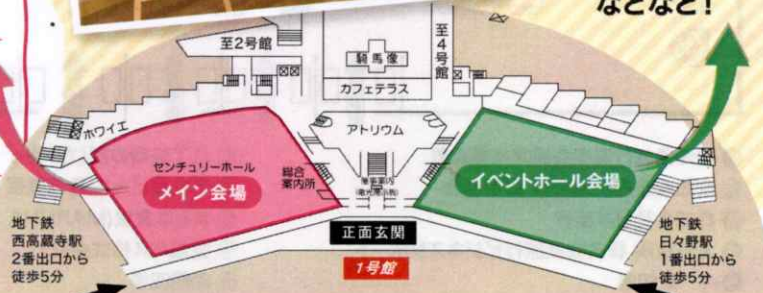 などなど！
至2号館
至4号館
騎馬像
カフェテラス
ホワイエ
アトリウム
センチュリーホール
メイン会場
総合
案内所
イベントホール会場
正面玄関
1号館
地下鉄
西高蔵寺駅
2番出口から
徒歩5分
地下鉄
日々野駅
1番出口から
徒歩5分